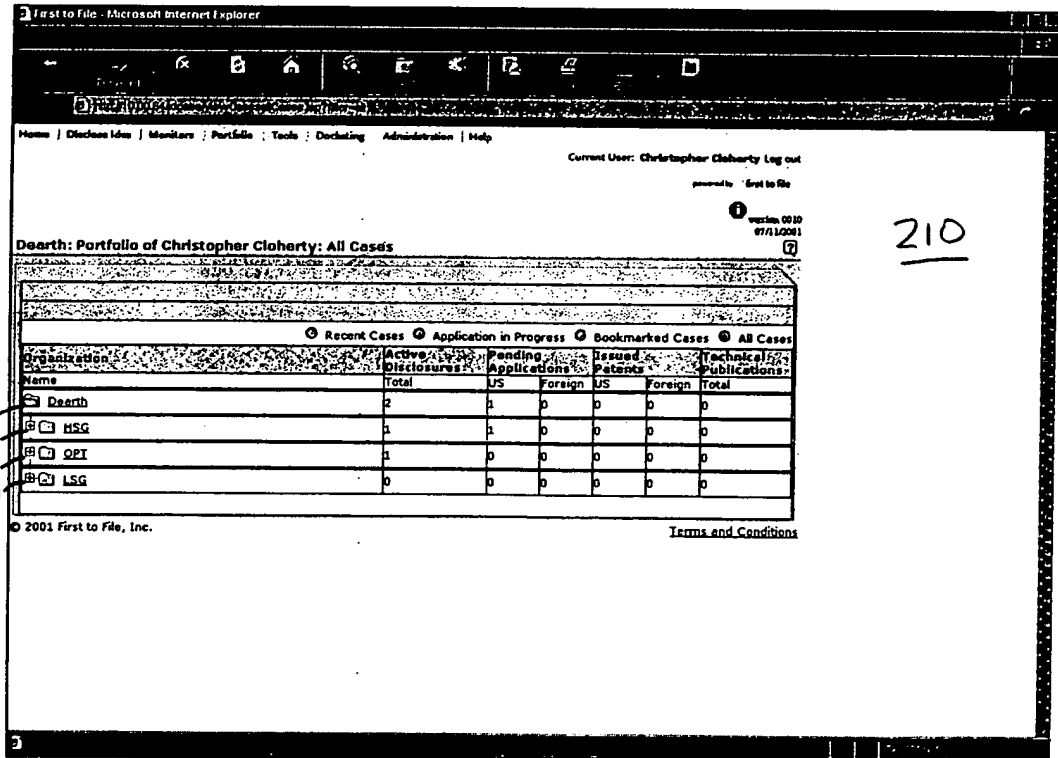 First to File - Microsoft Internet Explorer
Home | Disclose Idea | Monitors | Portfolio | Tools | Docketing Administration | Help
Current User: Christopher Cloherty Log out
powered by first to file
version 0010
07/11/2001
210
Dearth: Portfolio of Christopher Cloherty: All Cases
?
Recent Cases Application in Progress Bookmarked Cases All Cases
Organization Active Disclosures: Pending Applications Issued Patents Technical Publications
Name Total US Foreign US Foreign Total
Dearth 2 1 0 0 0 0
HSG 1 1 0 0 0 0
OPT 1 0 0 0 0 0
LSG 0 0 0 0 0 0
© 2001 First to File, Inc. Terms and Conditions